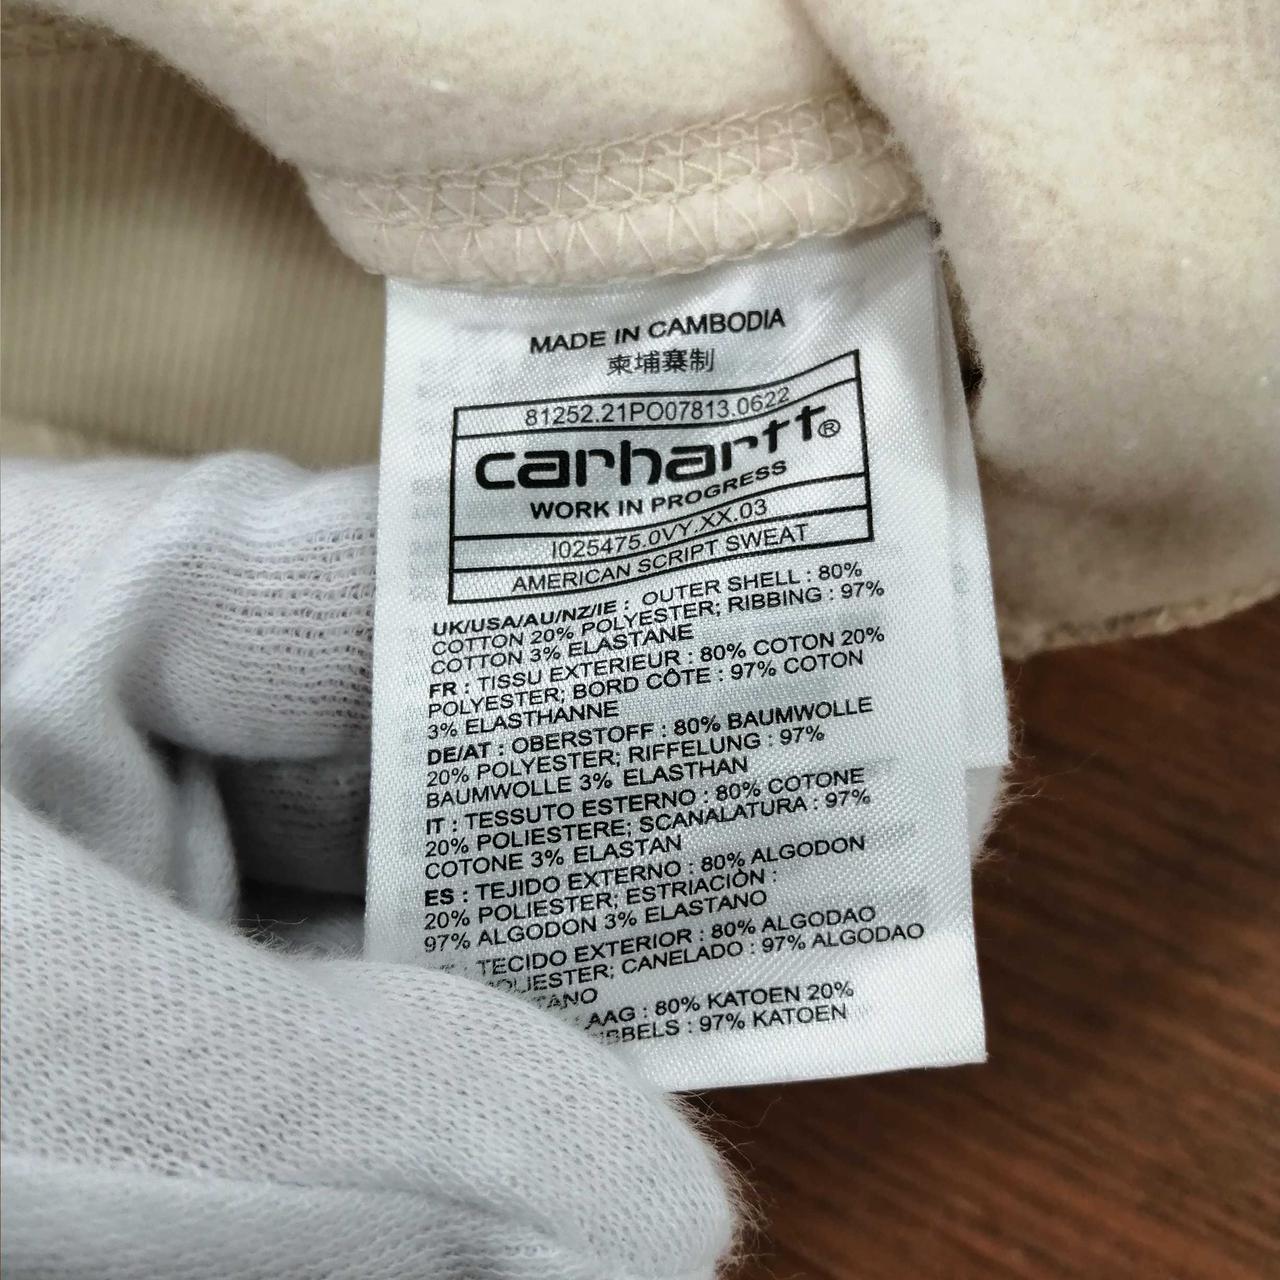 MADE IN CAMBODIA
柬埔寨制
81252.21PO07813.0622
carhartt®
WORK IN PROGRESS
I025475.0VY.XX.03
AMERICAN SCRIPT SWEAT
UK/USA/AU/NZ/IE : OUTER SHELL : 80%
COTTON 20% POLYESTER; RIBBING : 97%
COTTON 3% ELASTANE
FR : TISSU EXTERIEUR : 80% COTON 20%
POLYESTER; BORD CÔTE : 97% COTON
3% ELASTHANNE
DE/AT : OBERSTOFF : 80% BAUMWOLLE
20% POLYESTER; RIFFELUNG : 97%
BAUMWOLLE 3% ELASTHAN
IT : TESSUTO ESTERNO : 80% COTONE
20% POLIESTERE; SCANALATURA : 97%
COTONE 3% ELASTAN
ES : TEJIDO EXTERNO : 80% ALGODON
20% POLIESTER; ESTRIACIÓN :
97% ALGODON 3% ELASTANO
: TECIDO EXTERIOR : 80% ALGODAO
OLIESTER; CANELADO : 97% ALGODAO
TANO
AAG : 80% KATOEN 20%
BBELS : 97% KATOEN